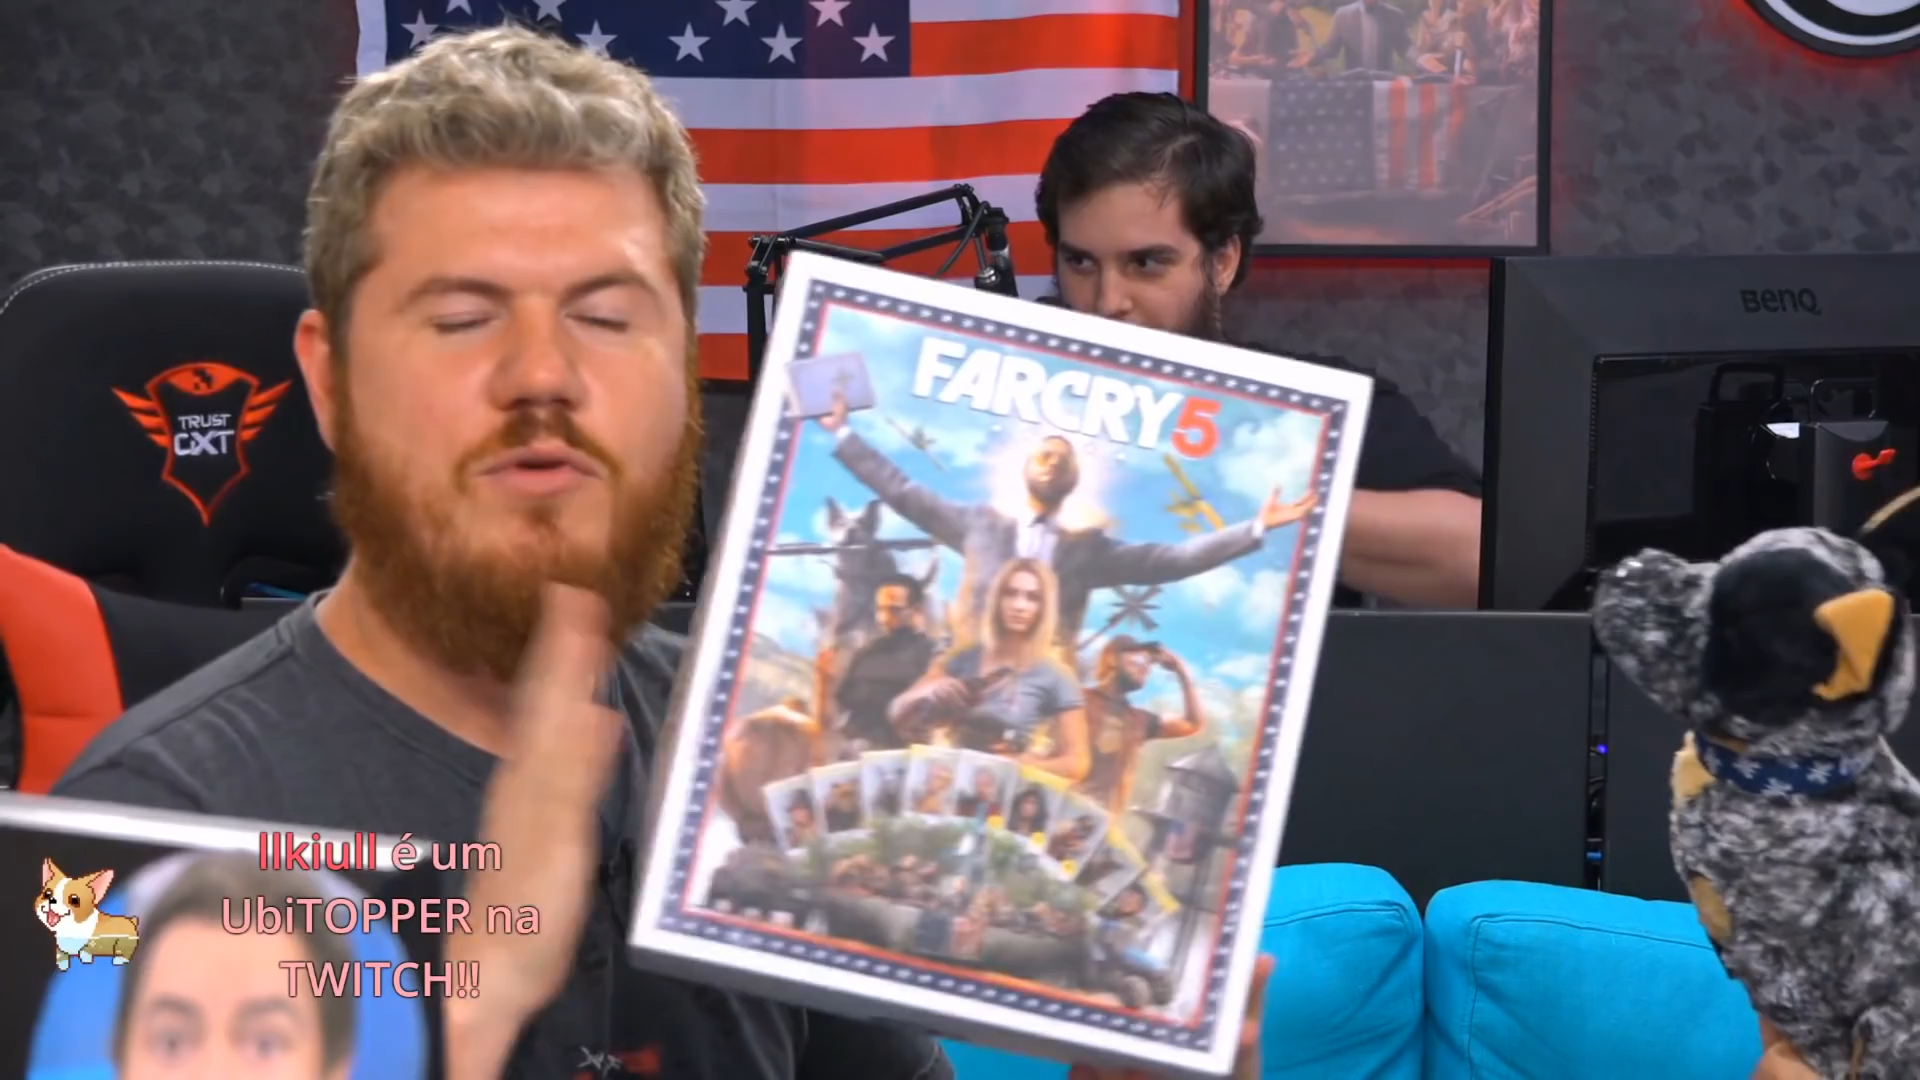 BenQ
FARCRY5
TRUST
GXT
llkiull é um
UbiTOPPER na
TWITCH!!